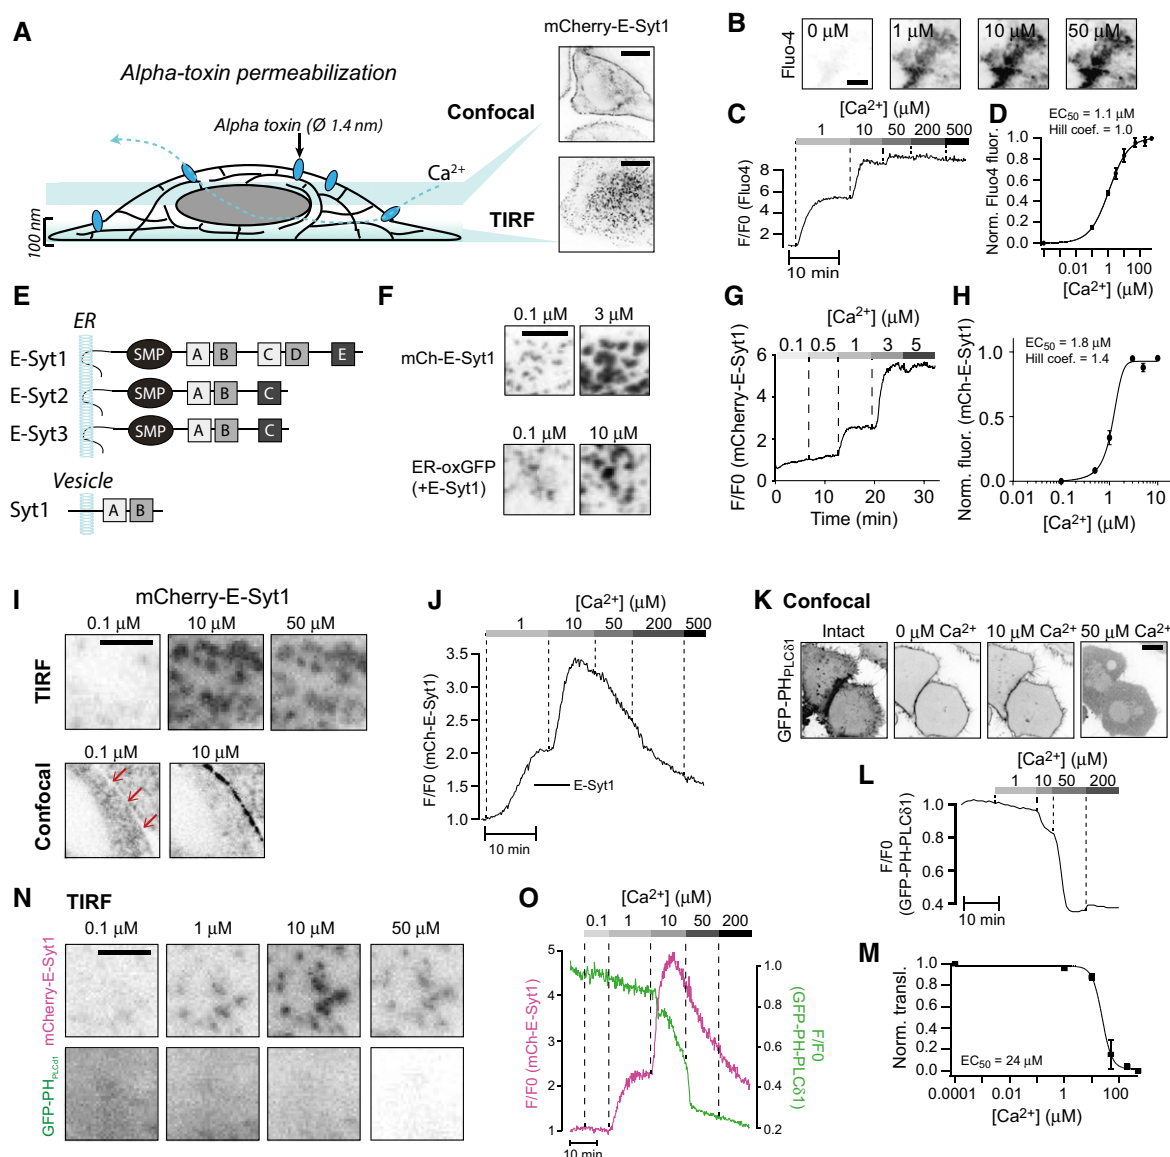 A
Alpha-toxin permeabilization
Alpha toxin (Ø 1.4 nm)
Confocal
TIRF
Ca²⁺
100 nm
mCherry-E-Syt1
B
Fluo-4
0 µM
1 µM
10 µM
50 µM
C
[Ca²⁺] (µM)
1 10 50 200 500
F/F0 (Fluo4)
8
6
4
2
10 min
D
EC₅₀ = 1.1 µM
Hill coef. = 1.0
Norm. Fluo4 fluor.
1.0
0.8
0.6
0.4
0.2
0.0
0.01 1 100
[Ca²⁺] (µM)
E
ER
E-Syt1 SMP A B C D E
E-Syt2 SMP A B C
E-Syt3 SMP A B C
Vesicle
Syt1 A B
F
0.1 µM 3 µM
mCh-E-Syt1
0.1 µM 10 µM
ER-oxGFP
(+E-Syt1)
G
[Ca²⁺] (µM)
0.1 0.5 1 3 5
F/F0 (mCherry-E-Syt1)
6
4
2
0
0 10 20 30
Time (min)
H
EC₅₀ = 1.8 µM
Hill coef. = 1.4
Norm. fluor. (mCh-E-Syt1)
1.0
0.5
0.0
0.01 0.1 1 10
[Ca²⁺] (µM)
I
mCherry-E-Syt1
0.1 µM 10 µM 50 µM
TIRF
0.1 µM 10 µM
Confocal
J
[Ca²⁺] (µM)
1 10 50 200 500
F/F0 (mCh-E-Syt1)
3.5
3.0
2.5
2.0
1.5
1.0
E-Syt1
10 min
K Confocal
Intact 0 µM Ca²⁺ 10 µM Ca²⁺ 50 µM Ca²⁺
GFP-PH_PLCδ1
L
[Ca²⁺] (µM)
1 10 50 200
F/F0
(GFP-PH-PLCδ1)
1.0
0.8
0.6
0.4
10 min
M
Norm. transl.
1.0
0.8
0.6
0.4
0.2
0.0
EC₅₀ = 24 µM
0.0001 0.01 1 100
[Ca²⁺] (µM)
N TIRF
0.1 µM 1 µM 10 µM 50 µM
mCherry-E-Syt1
GFP-PH_PLCd1
O
[Ca²⁺] (µM)
0.1 1 10 50 200
F/F0 (mCh-E-Syt1)
5
4
3
2
1
1.0
0.8
0.6
0.4
0.2
F/F0
(GFP-PH-PLCδ1)
10 min